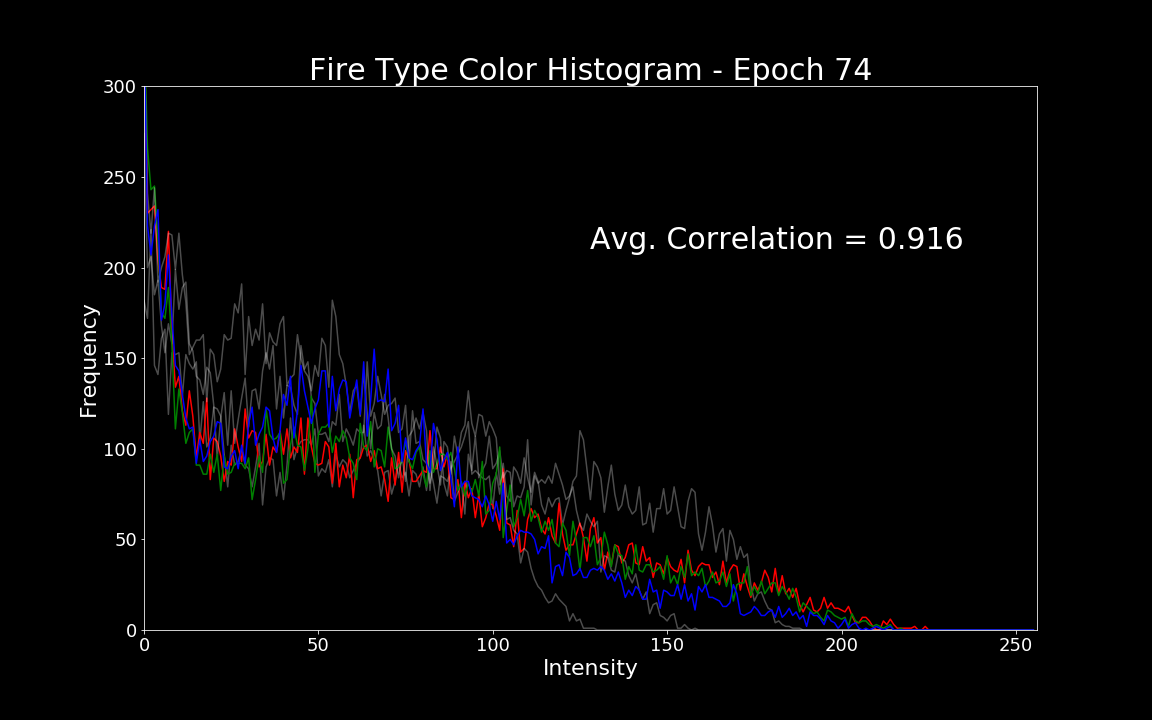 Fire Type Color Histogram - Epoch 74
300
250
200
150
100
50
0
Frequency
Avg. Correlation = 0.916
0 50 100 150 200 250
Intensity